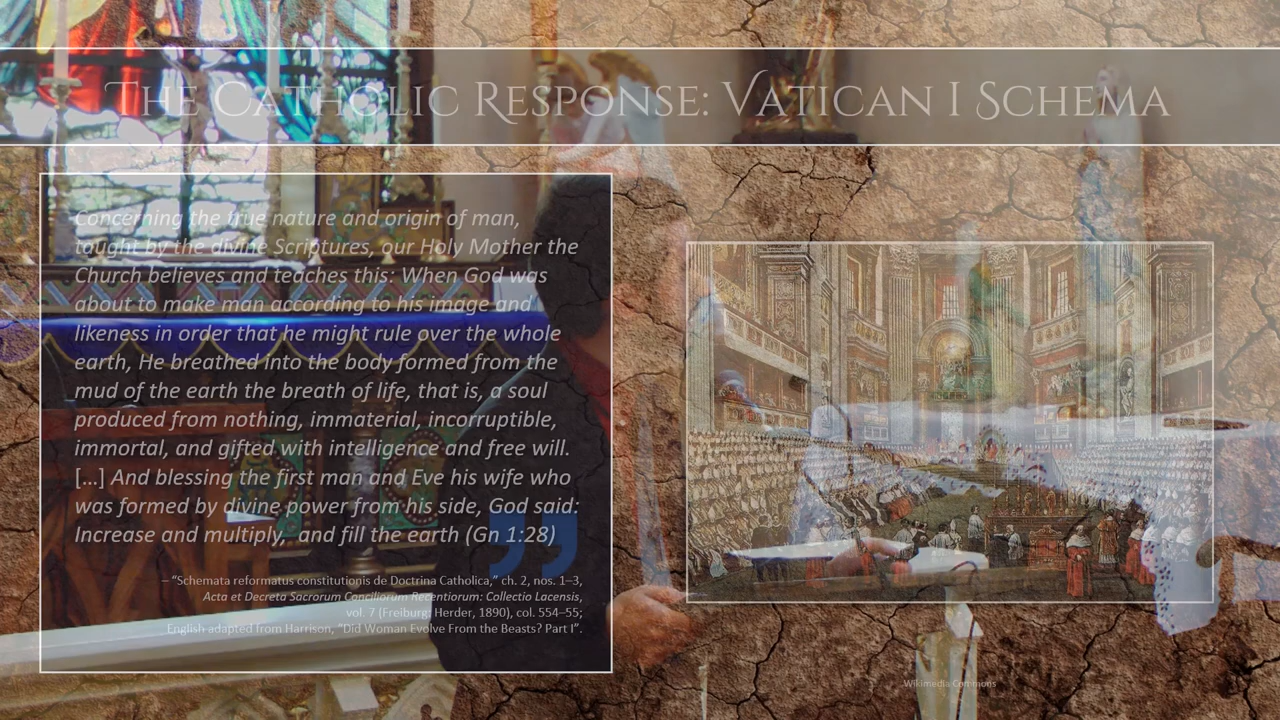 The Catholic Response: Vatican I Schema
Concerning the true nature and origin of man,
taught by the divine Scriptures, our Holy Mother the
Church believes and teaches this: When God was
about to make man according to his image and
likeness in order that he might rule over the whole
earth, He breathed into the body formed from the
mud of the earth the breath of life, that is, a soul
produced from nothing, immaterial, incorruptible,
immortal, and gifted with intelligence and free will.
[…] And blessing the first man and Eve his wife who
was formed by divine power from his side, God said:
Increase and multiply,  and fill the earth (Gn 1:28)
– “Schemata reformatus constitutionis de Doctrina Catholica,” ch. 2, nos. 1–3,
Acta et Decreta Sacrorum Conciliorum Recentiorum: Collectio Lacensis,
vol. 7 (Freiburg: Herder, 1890), col. 554–55;
English adapted from Harrison, “Did Woman Evolve From the Beasts? Part I”.
Wikimedia Commons